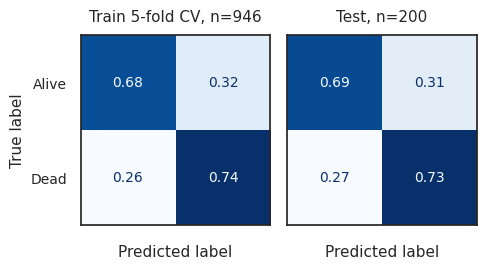 Train 5-fold CV, n=946 Test, n=200
True label
Alive 0.68 0.32 0.69 0.31
Dead 0.26 0.74 0.27 0.73
Predicted label Predicted label